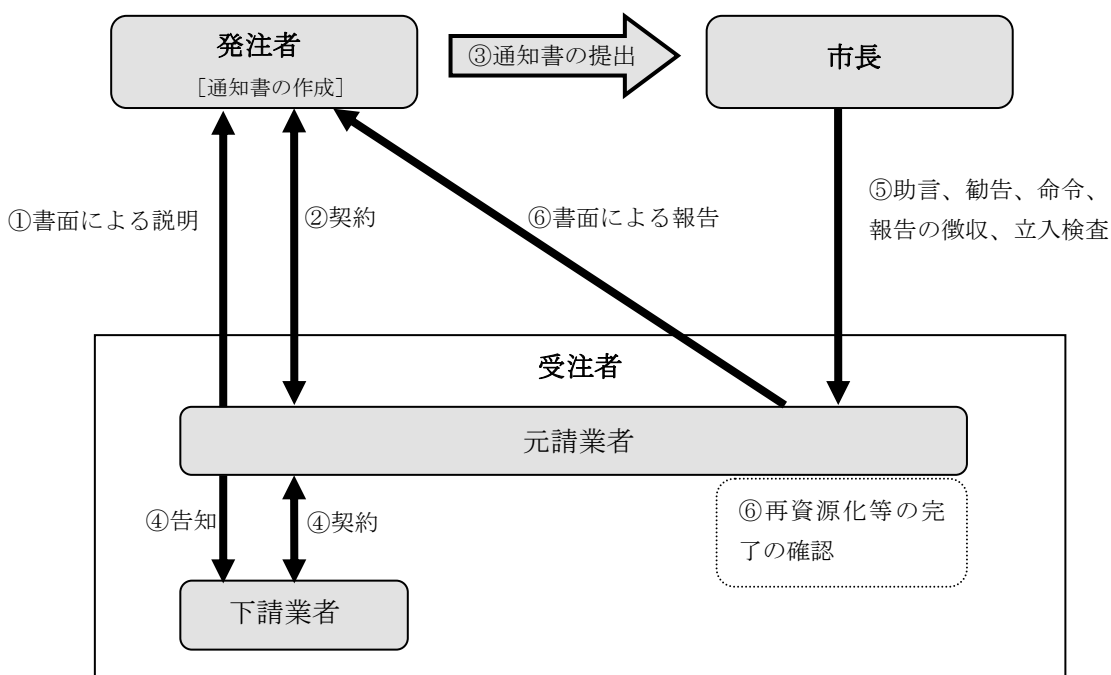 発注者
[通知書の作成]
③通知書の提出
市長
①書面による説明
②契約
⑥書面による報告
⑤助言、勧告、命令、
報告の徴収、立入検査
受注者
元請業者
④告知
④契約
⑥再資源化等の完
了の確認
下請業者